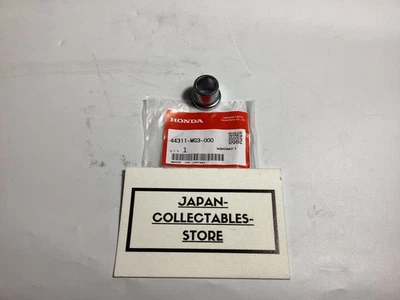 HONDA
44311-MG3-000
1
JAPAN-
COLLECTABLES-
STORE